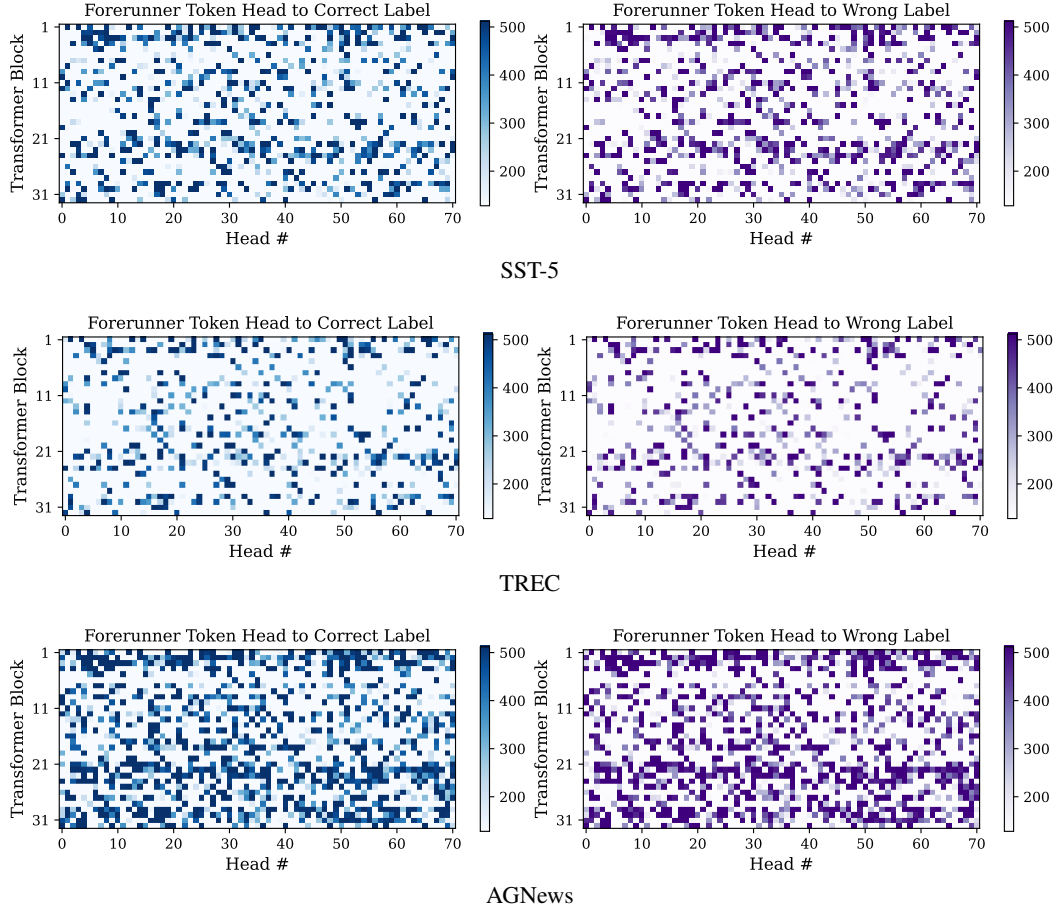 Forerunner Token Head to Correct Label
Forerunner Token Head to Wrong Label
Transformer Block
1
11
21
31
0 10 20 30 40 50 60 70
Head #
500
400
300
200
Transformer Block
1
11
21
31
0 10 20 30 40 50 60 70
Head #
500
400
300
200
SST-5
Forerunner Token Head to Correct Label
Forerunner Token Head to Wrong Label
Transformer Block
1
11
21
31
0 10 20 30 40 50 60 70
Head #
500
400
300
200
Transformer Block
1
11
21
31
0 10 20 30 40 50 60 70
Head #
500
400
300
200
TREC
Forerunner Token Head to Correct Label
Forerunner Token Head to Wrong Label
Transformer Block
1
11
21
31
0 10 20 30 40 50 60 70
Head #
500
400
300
200
Transformer Block
1
11
21
31
0 10 20 30 40 50 60 70
Head #
500
400
300
200
AGNews